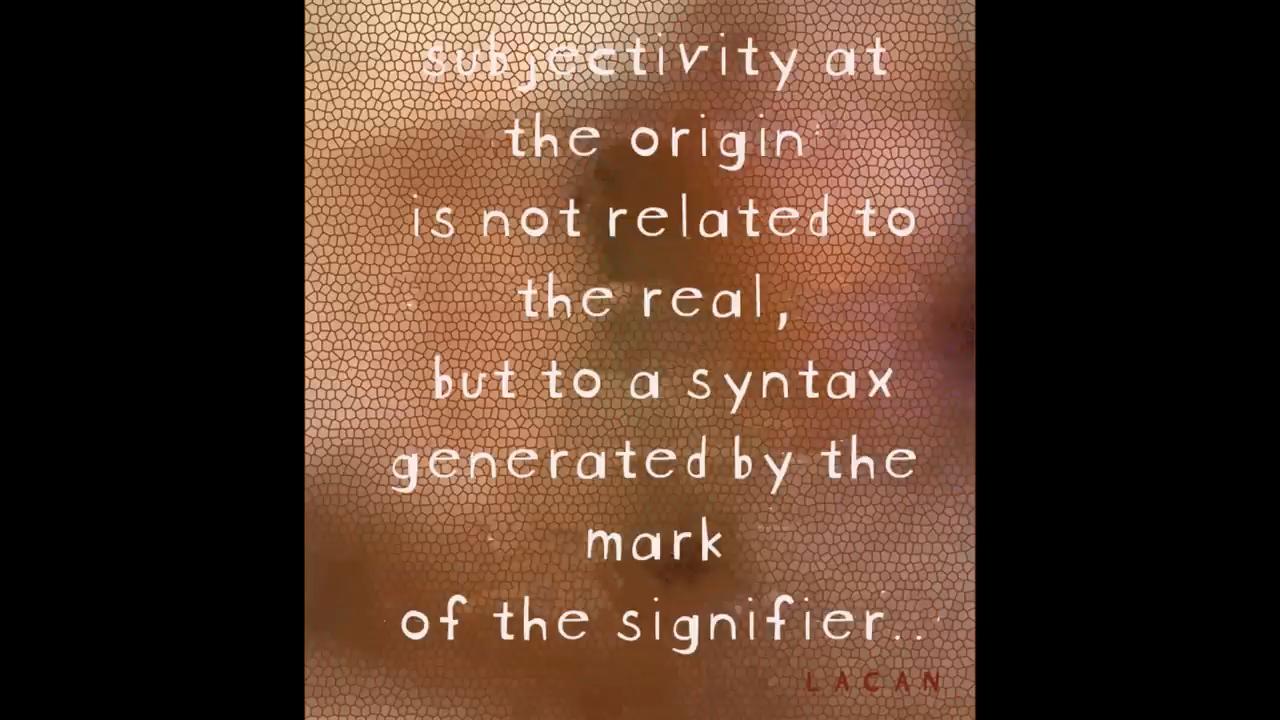 subjectivity at
the origin
is not related to
the real,
but to a syntax
generated by the
mark
of the signifier..
LACAN